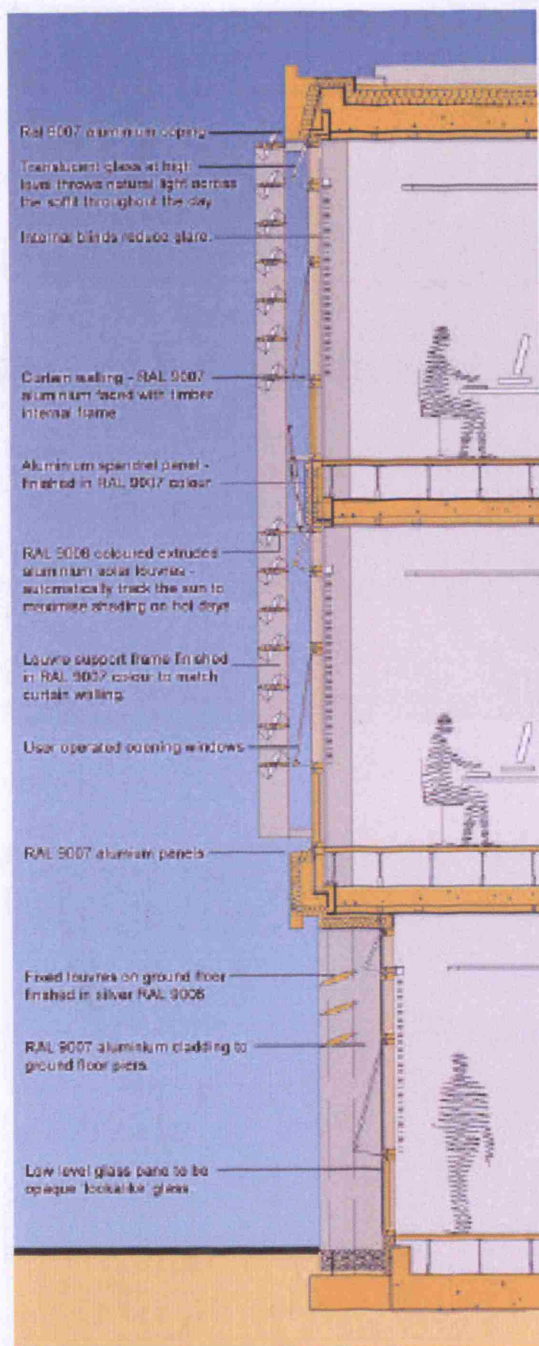 Ral 9007 aluminium coping
Translucent glass at high
level throws natural light across
the soffit throughout the day
Internal blinds reduce glare.
Curtain walling - RAL 9007
aluminium faced with timber
internal frame
Aluminium spandrel panel -
finished in RAL 9007 colour
RAL 9006 coloured extruded
aluminium solar louvres -
automatically track the sun to
maximise shading on hot days
Louvre support frame finished
in RAL 9007 colour to match
curtain walling.
User operated opening windows
RAL 9007 alumium panels
Fixed louvres on ground floor
finished in silver RAL 9006
RAL 9007 aluminium cladding to
ground floor piers.
Low level glass pane to be
opaque 'lookalike' glass.